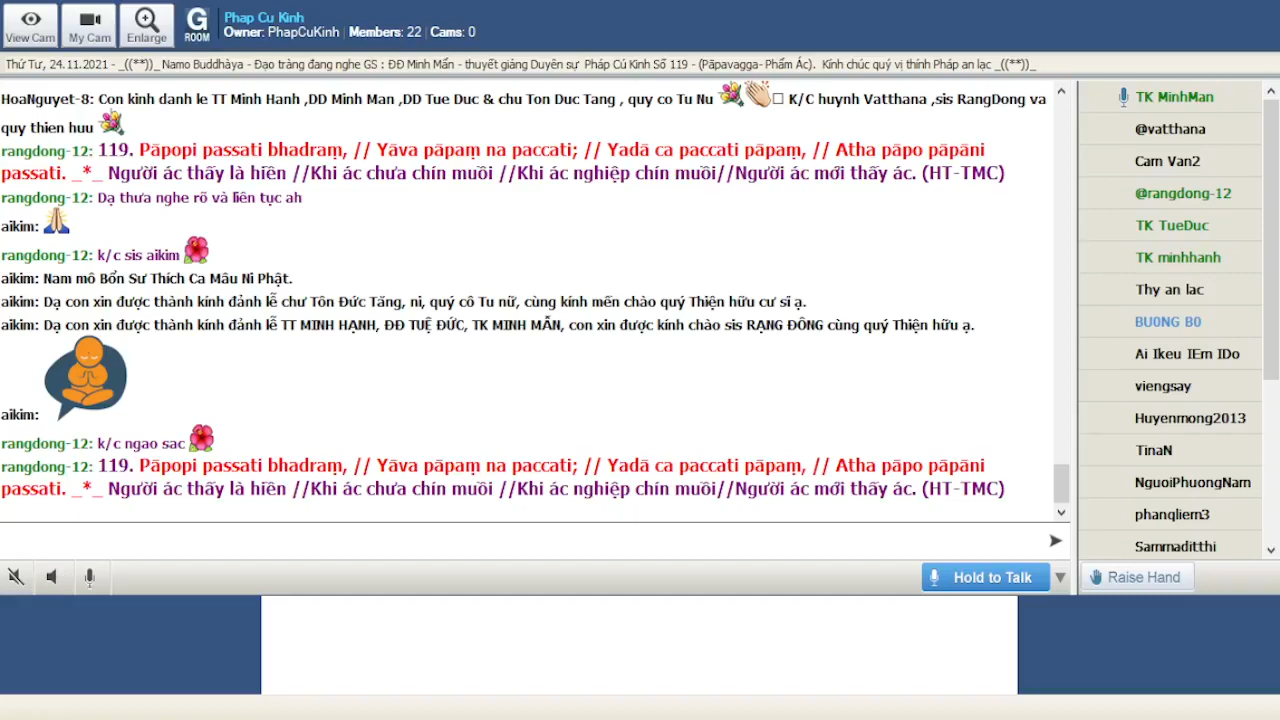 View Cam
My Cam
Enlarge
G
ROOM
Phap Cu Kinh
Owner: PhapCuKinh | Members: 22 | Cams: 0
Thứ Tư, 24.11.2021 - _((**))_ Namo Buddhàya - Đạo tràng đang nghe GS : ĐĐ Minh Mẫn - thuyết giảng Duyên sự Pháp Cú Kinh Số 119 - (Pāpavagga- Phẩm Ác). Kính chúc quý vị thính Pháp an lạc _((**))_
HoaNguyet-8: Con kinh danh le TT Minh Hanh ,DD Minh Man ,DD Tue Duc & chu Ton Duc Tang , quy co Tu Nu K/C huynh Vatthana ,sis RangDong va
quy thien huu
rangdong-12: 119. Pāpopi passati bhadraṃ, // Yāva pāpaṃ na paccati; // Yadā ca paccati pāpaṃ, // Atha pāpo pāpāni
passati. _*_ Người ác thấy là hiền //Khi ác chưa chín muồi //Khi ác nghiệp chín muồi//Người ác mới thấy ác. (HT-TMC)
rangdong-12: Dạ thưa nghe rõ và liên tục ah
aikim:
rangdong-12: k/c sis aikim
aikim: Nam mô Bổn Sư Thích Ca Mâu Ni Phật.
aikim: Dạ con xin được thành kính đảnh lễ chư Tôn Đức Tăng, ni, quý cô Tu nữ, cùng kính mến chào quý Thiện hữu cư sĩ ạ.
aikim: Dạ con xin được thành kính đảnh lễ TT MINH HẠNH, ĐĐ TUỆ ĐỨC, TK MINH MẪN, con xin được kính chào sis RẠNG ĐÔNG cùng quý Thiện hữu ạ.
aikim:
rangdong-12: k/c ngao sac
rangdong-12: 119. Pāpopi passati bhadraṃ, // Yāva pāpaṃ na paccati; // Yadā ca paccati pāpaṃ, // Atha pāpo pāpāni
passati. _*_ Người ác thấy là hiền //Khi ác chưa chín muồi //Khi ác nghiệp chín muồi//Người ác mới thấy ác. (HT-TMC)
Hold to Talk
TK MinhMan
@vatthana
Cam Van2
@rangdong-12
TK TueDuc
TK minhhanh
Thy an lac
BU0NG B0
Ai Ikeu IEm IDo
viengsay
Huyenmong2013
TinaN
NguoiPhuongNam
phanqliem3
Sammaditthi
Raise Hand